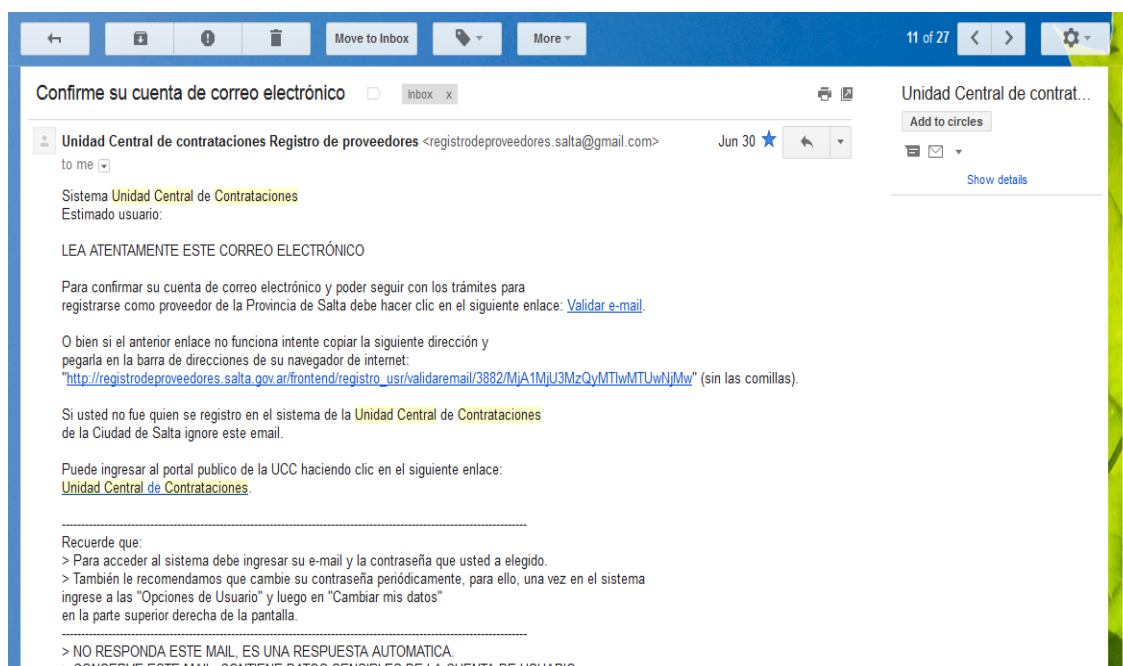 Move to Inbox
More
11 of 27
Confirme su cuenta de correo electrónico
Inbox x
Unidad Central de contrat...
Add to circles
Show details
Unidad Central de contrataciones Registro de proveedores <registrodeproveedores.salta@gmail.com>
Jun 30
to me
Sistema Unidad Central de Contrataciones
Estimado usuario:
LEA ATENTAMENTE ESTE CORREO ELECTRÓNICO
Para confirmar su cuenta de correo electrónico y poder seguir con los trámites para
registrarse como proveedor de la Provincia de Salta debe hacer clic en el siguiente enlace: Validar e-mail.
O bien si el anterior enlace no funciona intente copiar la siguiente dirección y
pegarla en la barra de direcciones de su navegador de internet:
"http://registrodeproveedores.salta.gov.ar/frontend/registro_usr/validaremail/3882/MjA1MjU3MzQyMTIwMTUwNjMw" (sin las comillas).
Si usted no fue quien se registro en el sistema de la Unidad Central de Contrataciones
de la Ciudad de Salta ignore este email.
Puede ingresar al portal publico de la UCC haciendo clic en el siguiente enlace:
Unidad Central de Contrataciones.
Recuerde que:
> Para acceder al sistema debe ingresar su e-mail y la contraseña que usted a elegido.
> También le recomendamos que cambie su contraseña periódicamente, para ello, una vez en el sistema
ingrese a las "Opciones de Usuario" y luego en "Cambiar mis datos"
en la parte superior derecha de la pantalla.
> NO RESPONDA ESTE MAIL, ES UNA RESPUESTA AUTOMATICA.
> CONSERVE ESTE MAIL, CONTIENE DATOS SENSIBLES DE LA CUENTA DE USUARIO